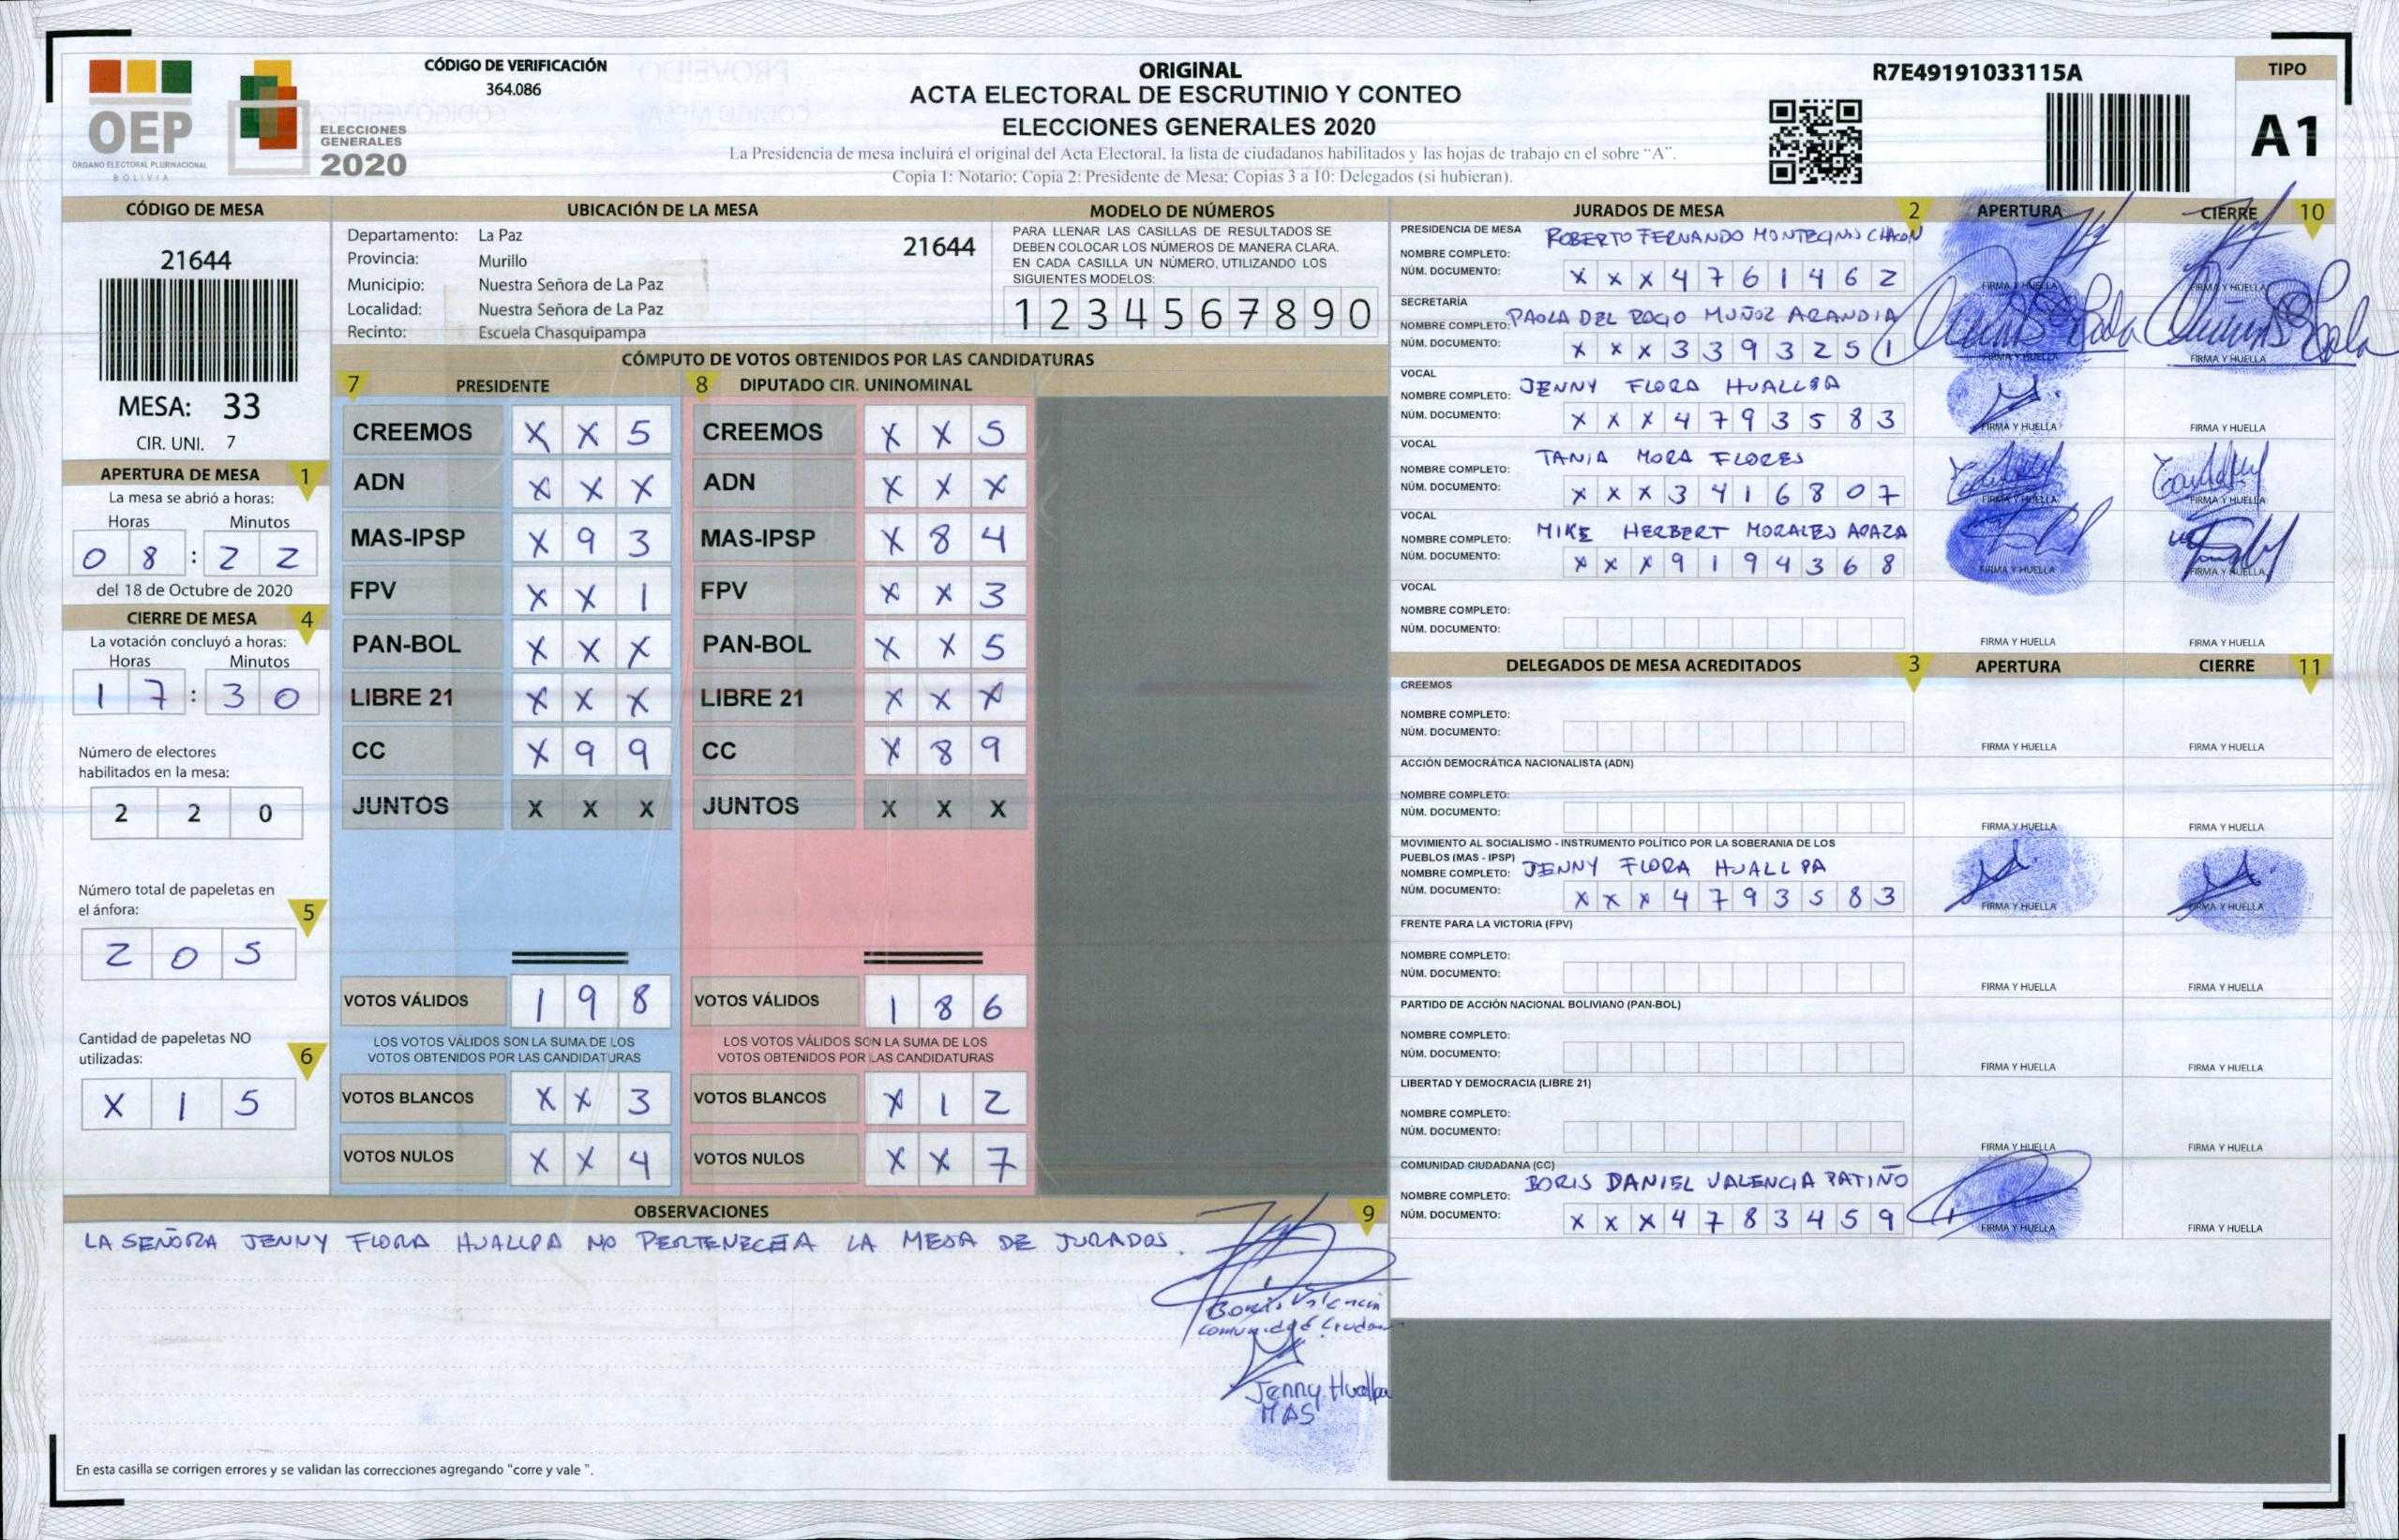 CÓDIGO DE VERIFICACIÓN
364.086
OEP
ÓRGANO ELECTORAL PLURINACIONAL
BOLIVIA
ELECCIONES
GENERALES
2020
ORIGINAL
ACTA ELECTORAL DE ESCRUTINIO Y CONTEO
ELECCIONES GENERALES 2020
La Presidencia de mesa incluirá el original del Acta Electoral, la lista de ciudadanos habilitados y las hojas de trabajo en el sobre "A".
Copia 1: Notario; Copia 2: Presidente de Mesa; Copias 3 a 10: Delegados (si hubieran).
R7E49191033115A
TIPO
A1
CÓDIGO DE MESA
21644
MESA: 33
CIR. UNI. 7
APERTURA DE MESA 1
La mesa se abrió a horas:
Horas Minutos
0 8 : 2 2
del 18 de Octubre de 2020
CIERRE DE MESA 4
La votación concluyó a horas:
Horas Minutos
1 7 : 3 0
Número de electores
habilitados en la mesa:
2 2 0
Número total de papeletas en
el ánfora: 5
2 0 5
Cantidad de papeletas NO
utilizadas: 6
X 1 5
UBICACIÓN DE LA MESA
Departamento: La Paz
21644
Provincia: Murillo
Municipio: Nuestra Señora de La Paz
Localidad: Nuestra Señora de La Paz
Recinto: Escuela Chasquipampa
MODELO DE NÚMEROS
PARA LLENAR LAS CASILLAS DE RESULTADOS SE
DEBEN COLOCAR LOS NÚMEROS DE MANERA CLARA.
EN CADA CASILLA UN NÚMERO, UTILIZANDO LOS
SIGUIENTES MODELOS:
1 2 3 4 5 6 7 8 9 0
CÓMPUTO DE VOTOS OBTENIDOS POR LAS CANDIDATURAS
7 PRESIDENTE
CREEMOS X X 5
ADN X X X
MAS-IPSP X 9 3
FPV X X 1
PAN-BOL X X X
LIBRE 21 X X X
CC X 9 9
JUNTOS X X X
VOTOS VÁLIDOS 1 9 8
LOS VOTOS VÁLIDOS SON LA SUMA DE LOS
VOTOS OBTENIDOS POR LAS CANDIDATURAS
VOTOS BLANCOS X X 3
VOTOS NULOS X X 4
8 DIPUTADO CIR. UNINOMINAL
CREEMOS X X 5
ADN X X X
MAS-IPSP X 8 4
FPV X X 3
PAN-BOL X X 5
LIBRE 21 X X X
CC X 8 9
JUNTOS X X X
VOTOS VÁLIDOS 1 8 6
LOS VOTOS VÁLIDOS SON LA SUMA DE LOS
VOTOS OBTENIDOS POR LAS CANDIDATURAS
VOTOS BLANCOS X 1 2
VOTOS NULOS X X 7
OBSERVACIONES 9
LA SEÑORA JENNY FLORA HUALLPA NO PERTENECE A LA MESA DE JURADOS.
Boris Valencia
Comunidad Ciudadan
Jenny Huallpa
MAS
En esta casilla se corrigen errores y se validan las correcciones agregando "corre y vale ".
JURADOS DE MESA 2 APERTURA CIERRE 10
PRESIDENCIA DE MESA
NOMBRE COMPLETO: ROBERTO FERNANDO MONTECINOS CHACON
NÚM. DOCUMENTO: X X X 4 7 6 1 4 6 2
FIRMA Y HUELLA FIRMA Y HUELLA
SECRETARÍA
NOMBRE COMPLETO: PAOLA DEL ROCIO MUÑOZ ARANDIA
NÚM. DOCUMENTO: X X X 3 3 9 3 2 5 1
FIRMA Y HUELLA FIRMA Y HUELLA
VOCAL
NOMBRE COMPLETO: JENNY FLORA HUALLPA
NÚM. DOCUMENTO: X X X 4 7 9 3 5 8 3
FIRMA Y HUELLA FIRMA Y HUELLA
VOCAL
NOMBRE COMPLETO: TANIA MORA FLORES
NÚM. DOCUMENTO: X X X 3 4 1 6 8 0 7
FIRMA Y HUELLA FIRMA Y HUELLA
VOCAL
NOMBRE COMPLETO: MIKE HERBERT MORALES APAZA
NÚM. DOCUMENTO: X X X 9 1 9 4 3 6 8
FIRMA Y HUELLA FIRMA Y HUELLA
VOCAL
NOMBRE COMPLETO:
NÚM. DOCUMENTO:
FIRMA Y HUELLA FIRMA Y HUELLA
DELEGADOS DE MESA ACREDITADOS 3 APERTURA CIERRE 11
CREEMOS
NOMBRE COMPLETO:
NÚM. DOCUMENTO:
FIRMA Y HUELLA FIRMA Y HUELLA
ACCIÓN DEMOCRÁTICA NACIONALISTA (ADN)
NOMBRE COMPLETO:
NÚM. DOCUMENTO:
FIRMA Y HUELLA FIRMA Y HUELLA
MOVIMIENTO AL SOCIALISMO - INSTRUMENTO POLÍTICO POR LA SOBERANIA DE LOS
PUEBLOS (MAS - IPSP)
NOMBRE COMPLETO: JENNY FLORA HUALLPA
NÚM. DOCUMENTO: X X X 4 7 9 3 5 8 3
FIRMA Y HUELLA FIRMA Y HUELLA
FRENTE PARA LA VICTORIA (FPV)
NOMBRE COMPLETO:
NÚM. DOCUMENTO:
FIRMA Y HUELLA FIRMA Y HUELLA
PARTIDO DE ACCIÓN NACIONAL BOLIVIANO (PAN-BOL)
NOMBRE COMPLETO:
NÚM. DOCUMENTO:
FIRMA Y HUELLA FIRMA Y HUELLA
LIBERTAD Y DEMOCRACIA (LIBRE 21)
NOMBRE COMPLETO:
NÚM. DOCUMENTO:
FIRMA Y HUELLA FIRMA Y HUELLA
COMUNIDAD CIUDADANA (CC)
NOMBRE COMPLETO: BORIS DANIEL VALENCIA PATIÑO
NÚM. DOCUMENTO: X X X 4 7 8 3 4 5 9
FIRMA Y HUELLA FIRMA Y HUELLA